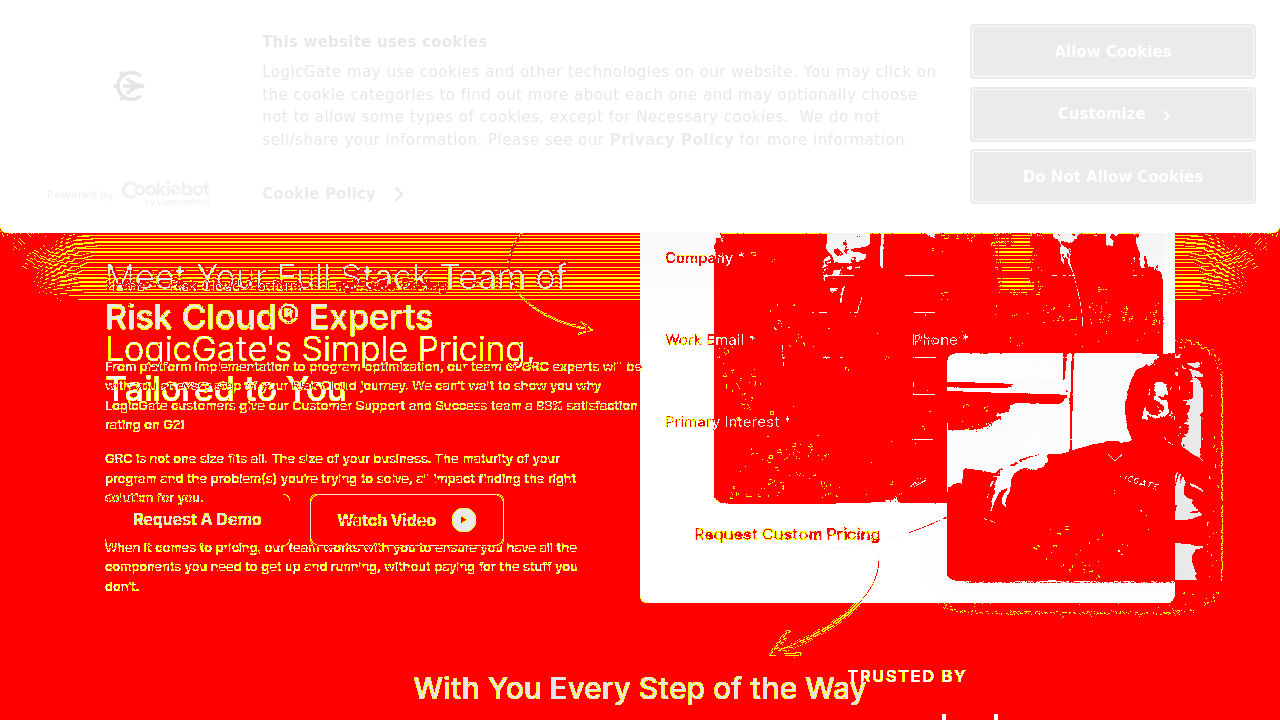 This website uses cookies
LogicGate may use cookies and other technologies on our website. You may click on
the cookie categories to find out more about each one and may optionally choose
not to allow some types of cookies, except for Necessary cookies. We do not
sell/share your information. Please see our Privacy Policy for more information.
Cookie Policy
Powered by Cookiebot
by Usercentrics
Allow Cookies
Customize
Do Not Allow Cookies
Meet Your Full Stack Team of
Risk Cloud® Experts
LogicGate's Simple Pricing,
Tailored to You
From platform implementation to program optimization, our team of GRC experts will be
with you at every step of your Risk Cloud journey. We can't wait to show you why
LogicGate customers give our Customer Support and Success team a 98% satisfaction
rating on G2!
GRC is not one size fits all. The size of your business. The maturity of your
program and the problem(s) you're trying to solve, all impact finding the right
solution for you.
Request A Demo
Watch Video
When it comes to pricing, our team works with you to ensure you have all the
components you need to get up and running, without paying for the stuff you
don't.
Company *
Work Email *
Phone *
Primary Interest *
Request Custom Pricing
With You Every Step of the Way
TRUSTED BY